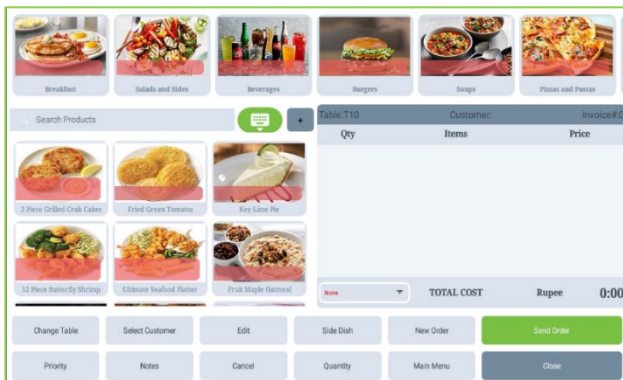 Breakfast
Salads and Sides
Beverages
Burgers
Soups
Pizzas and Pastas
Search Products
+
Table:T10 Customer: Invoice#:0
Qty Items Price
2 Piece Grilled Crab Cakes
Fried Green Tomatos
Key Lime Pie
12 Piece Butterfly Shrimp
Ultimate Seafood Platter
Fruit Maple Oatmeal
None
TOTAL COST Rupee 0:00
Change Table
Select Customer
Edit
Side Dish
New Order
Send Order
Priority
Notes
Cancel
Quantity
Main Menu
Close